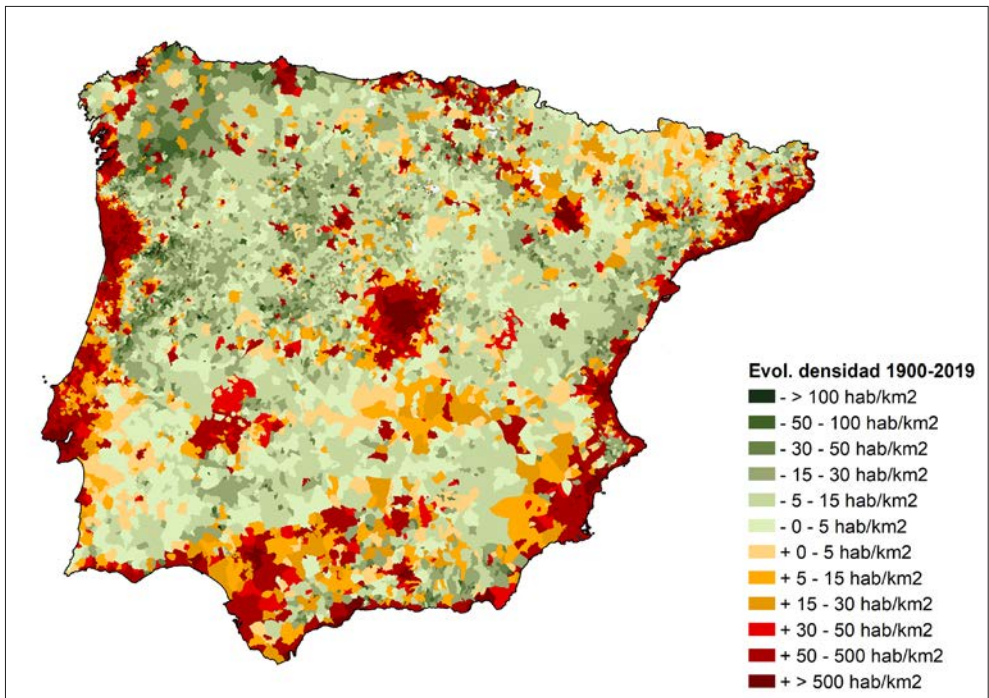 Evol. densidad 1900-2019
- > 100 hab/km2
- 50 - 100 hab/km2
- 30 - 50 hab/km2
- 15 - 30 hab/km2
- 5 - 15 hab/km2
- 0 - 5 hab/km2
+ 0 - 5 hab/km2
+ 5 - 15 hab/km2
+ 15 - 30 hab/km2
+ 30 - 50 hab/km2
+ 50 - 500 hab/km2
+ > 500 hab/km2